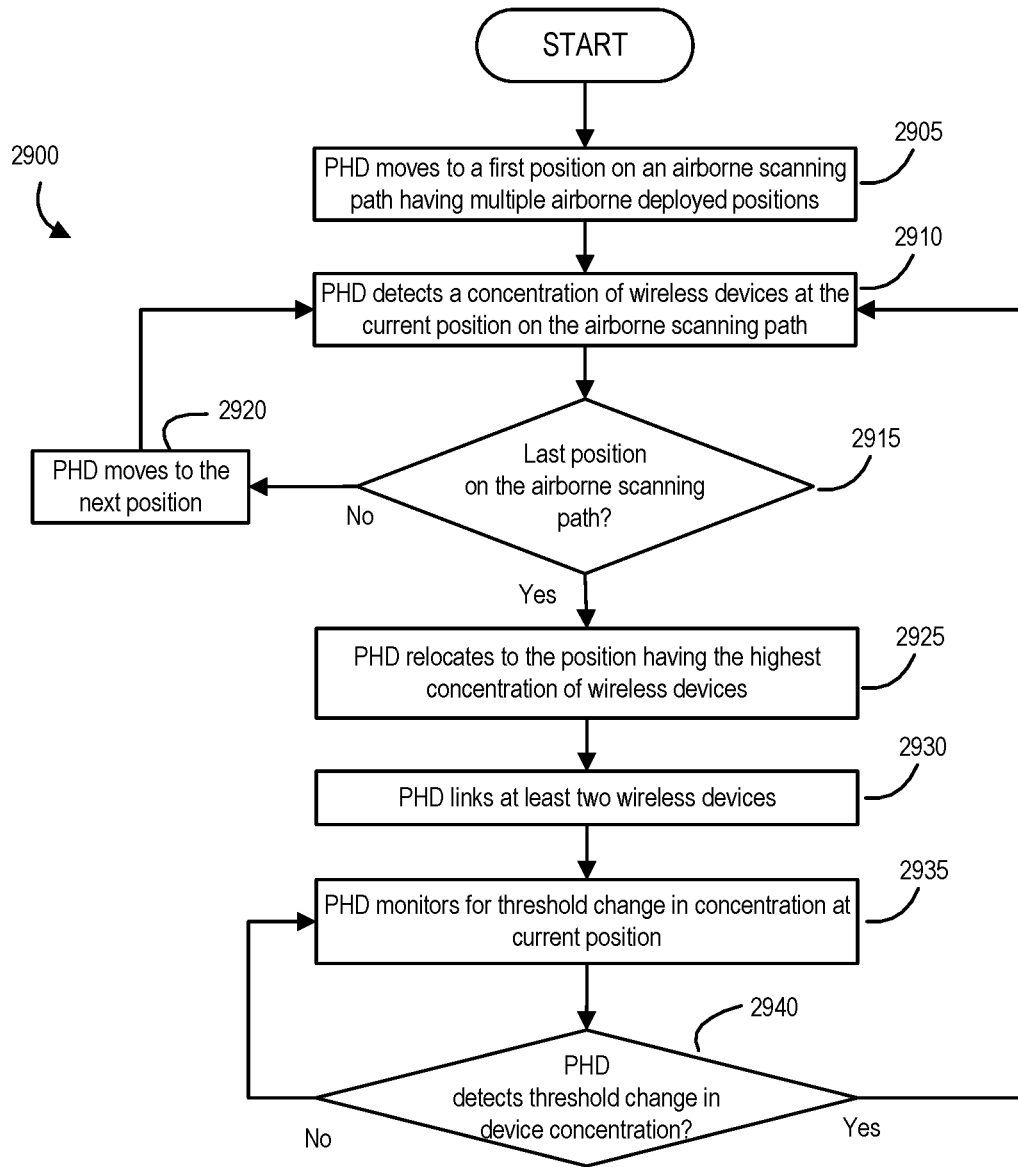 START
2900
2905
PHD moves to a first position on an airborne scanning
path having multiple airborne deployed positions
2910
PHD detects a concentration of wireless devices at the
current position on the airborne scanning path
2920
PHD moves to the
next position
No
Last position
on the airborne scanning
path?
2915
Yes
PHD relocates to the position having the highest
concentration of wireless devices
2925
2930
PHD links at least two wireless devices
2935
PHD monitors for threshold change in concentration at
current position
2940
PHD
detects threshold change in
device concentration?
No
Yes